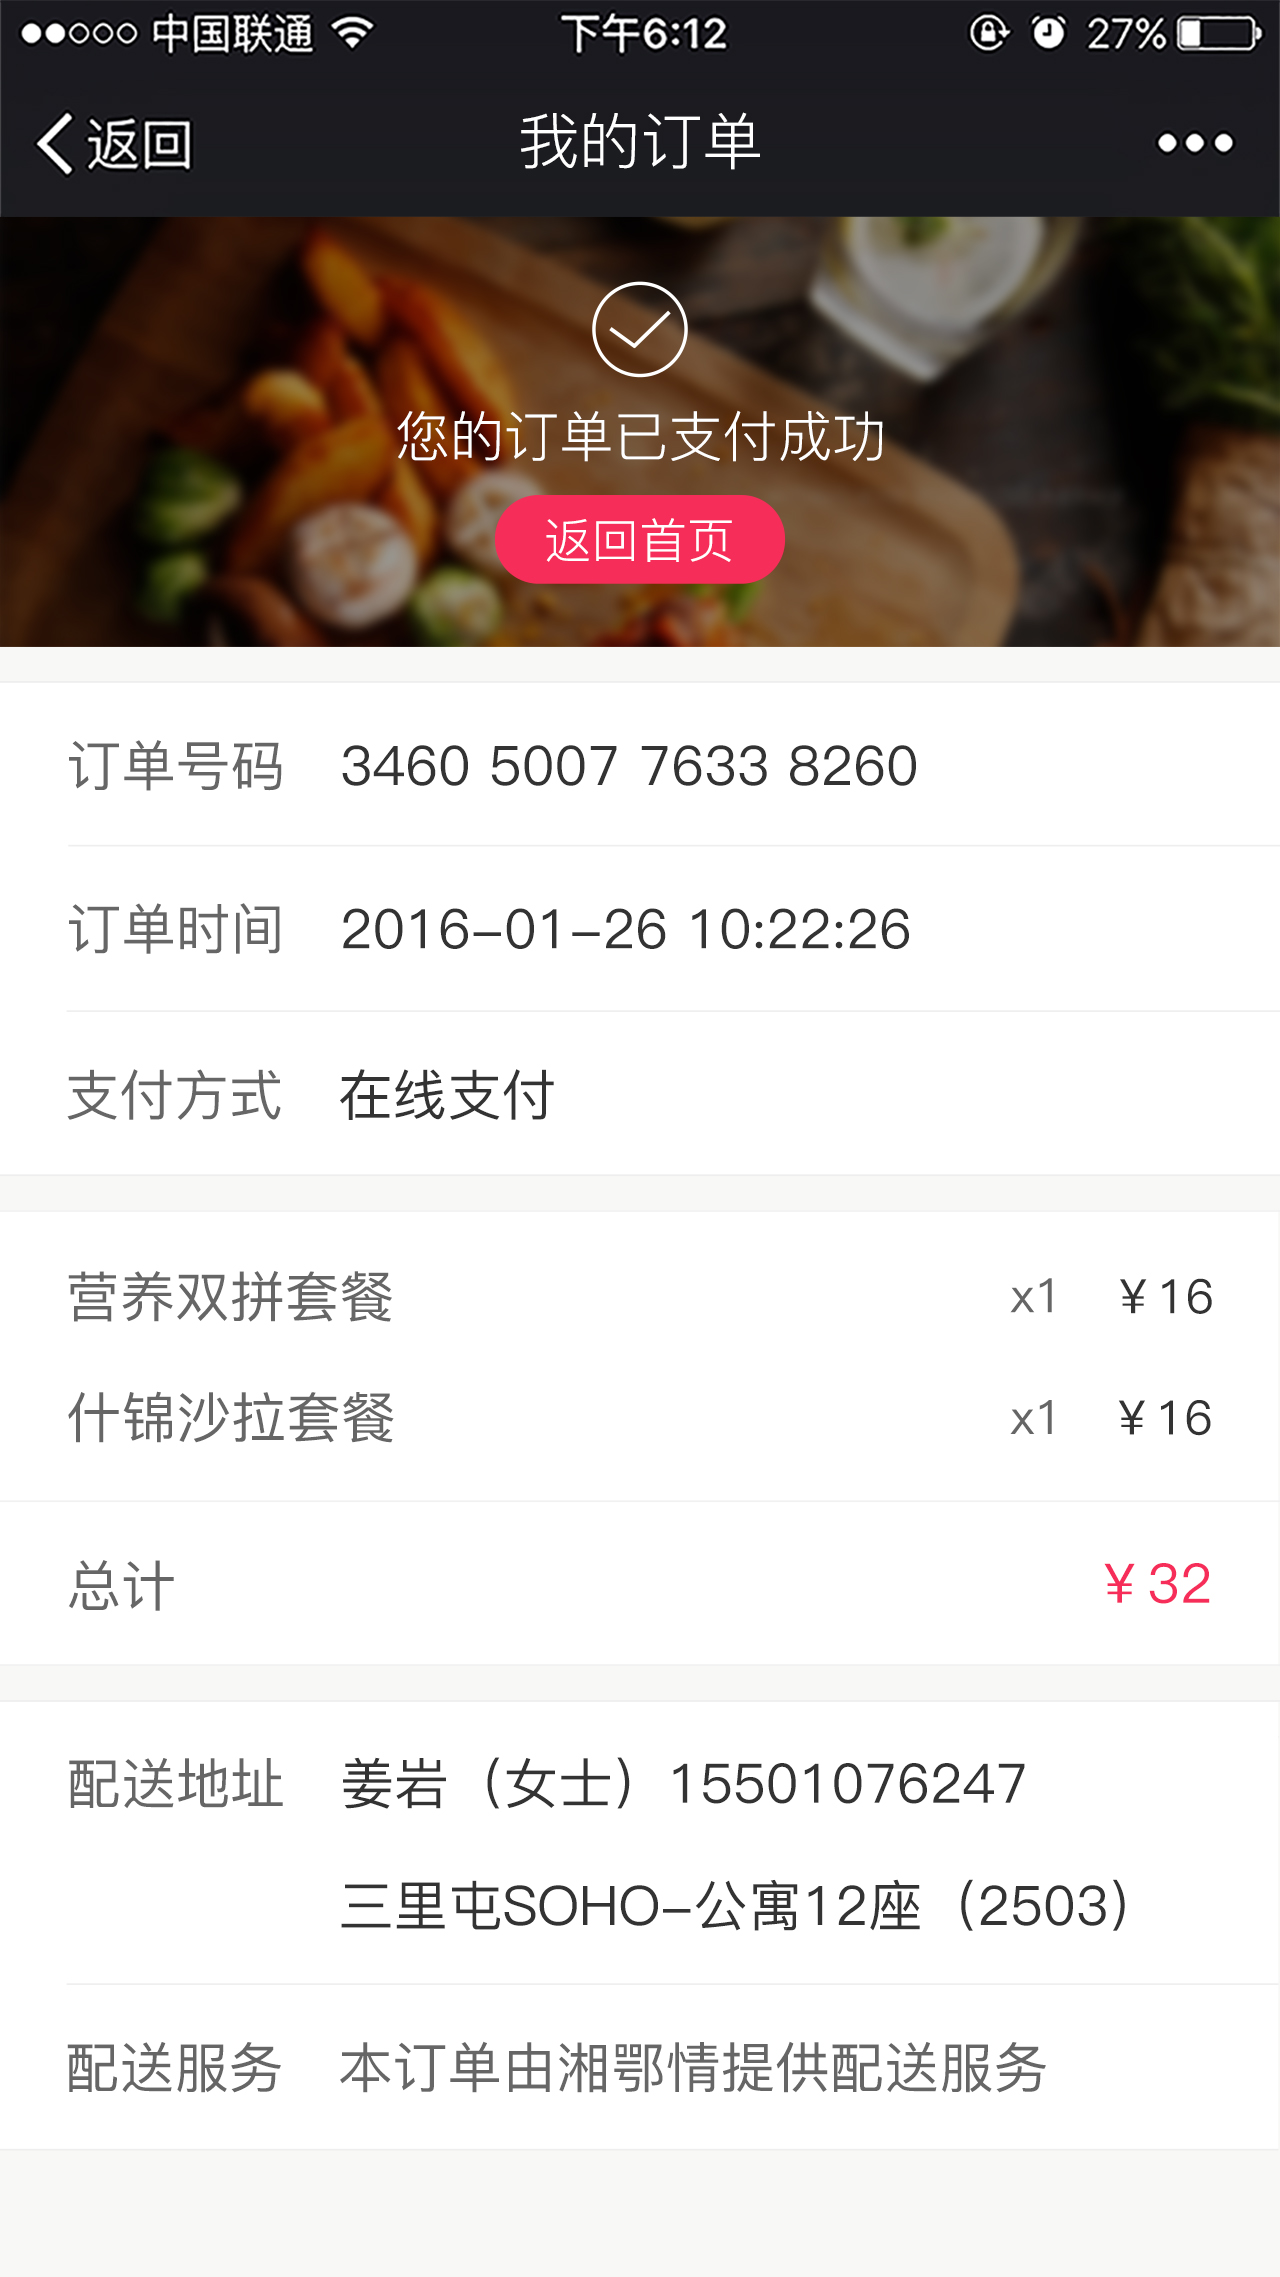 中国联通 下午6:12 27%
返回 我的订单
您的订单已支付成功
返回首页
订单号码 3460 5007 7633 8260
订单时间 2016-01-26 10:22:26
支付方式 在线支付
营养双拼套餐 x1 ¥16
什锦沙拉套餐 x1 ¥16
总计 ¥32
配送地址 姜岩（女士）15501076247
三里屯SOHO-公寓12座（2503）
配送服务 本订单由湘鄂情提供配送服务